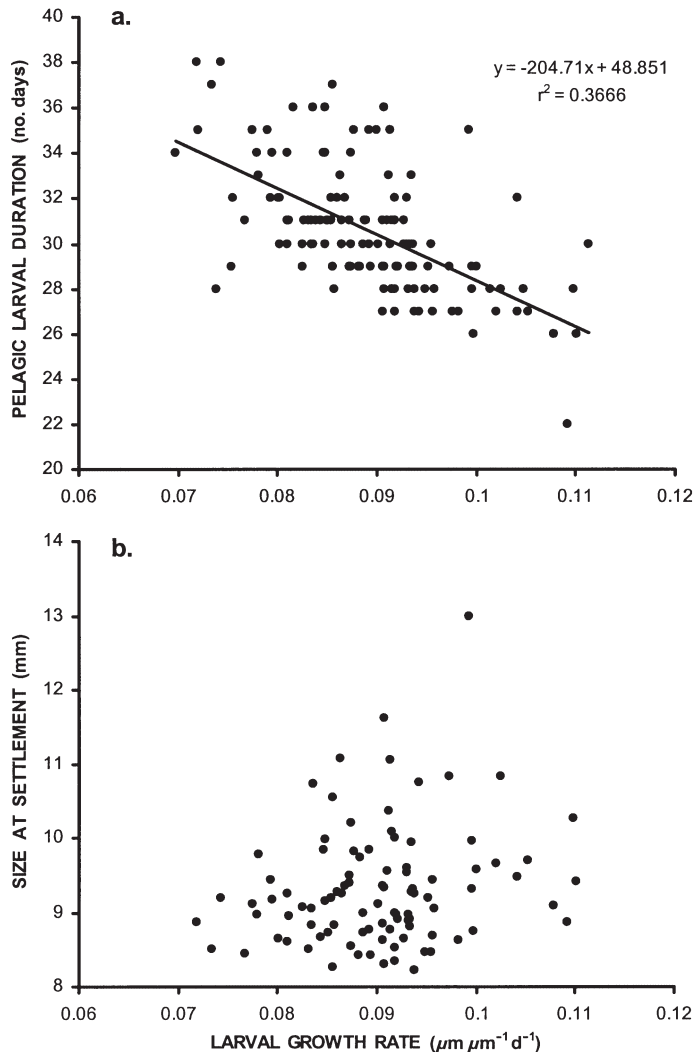 a.
y = -204.71x + 48.851
r² = 0.3666
PELAGIC LARVAL DURATION (no. days)
40
38
36
34
32
30
28
26
24
22
20
0.06 0.07 0.08 0.09 0.1 0.11 0.12
b.
SIZE AT SETTLEMENT (mm)
14
13
12
11
10
9
8
0.06 0.07 0.08 0.09 0.1 0.11 0.12
LARVAL GROWTH RATE (µm µm⁻¹ d⁻¹)